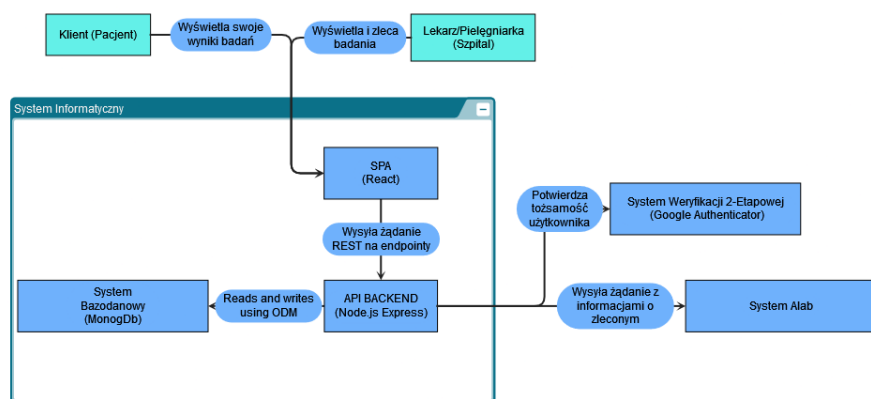 Klient (Pacjent)
Wyświetla swoje
wyniki badań
Wyświetla i zleca
badania
Lekarz/Pielęgniarka
(Szpital)
System Informatyczny
SPA
(React)
Wysyła żądanie
REST na endpointy
System
Bazodanowy
(MonogDb)
Reads and writes
using ODM
API BACKEND
(Node.js Express)
Potwierdza
tożsamość
użytkownika
System Weryfikacji 2-Etapowej
(Google Authenticator)
Wysyła żądanie z
informacjami o
zleconym
System Alab